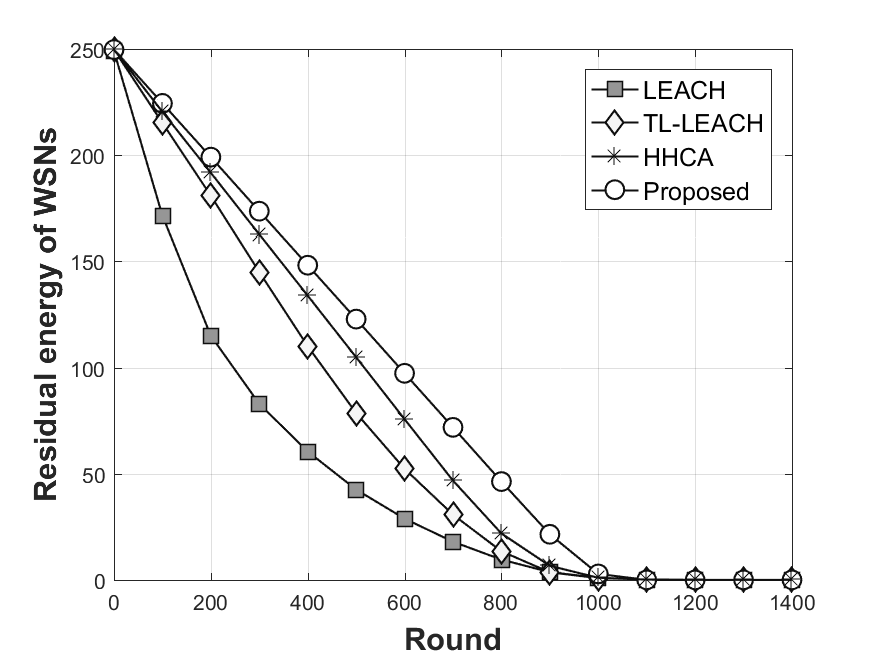 250
200
150
100
50
0
Residual energy of WSNs
LEACH
TL-LEACH
HHCA
Proposed
0 200 400 600 800 1000 1200 1400
Round